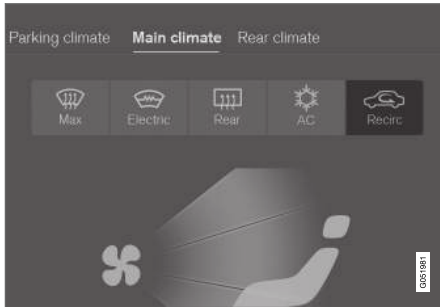 Parking climate Main climate Rear climate
Max Electric Rear AC Recirc
G051981